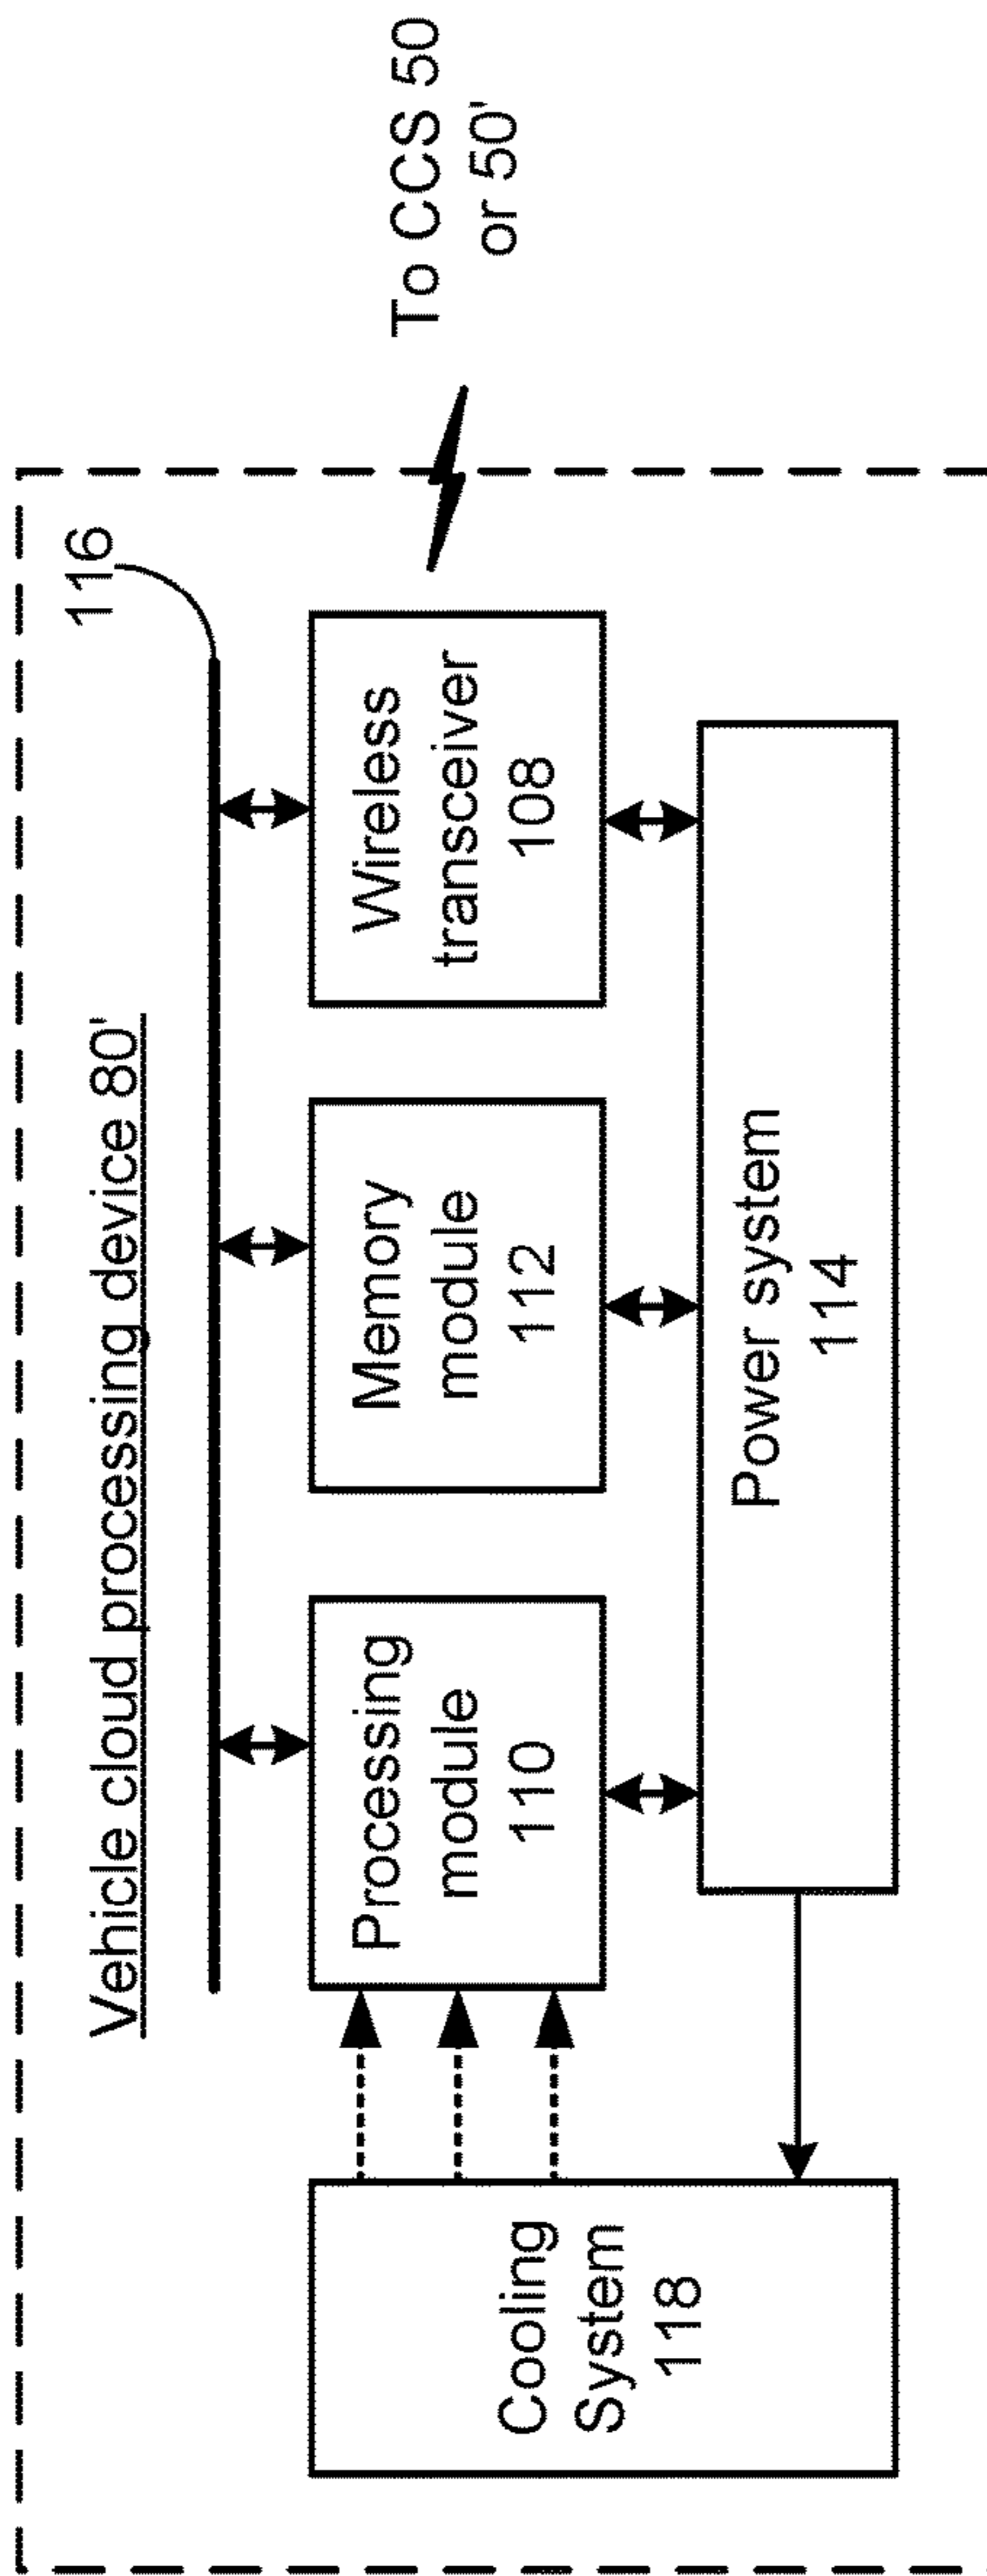 Vehicle cloud processing device 80'
116
To CCS 50
or 50'
Cooling
System
118
Processing
module
110
Memory
module
112
Wireless
transceiver
108
Power system
114